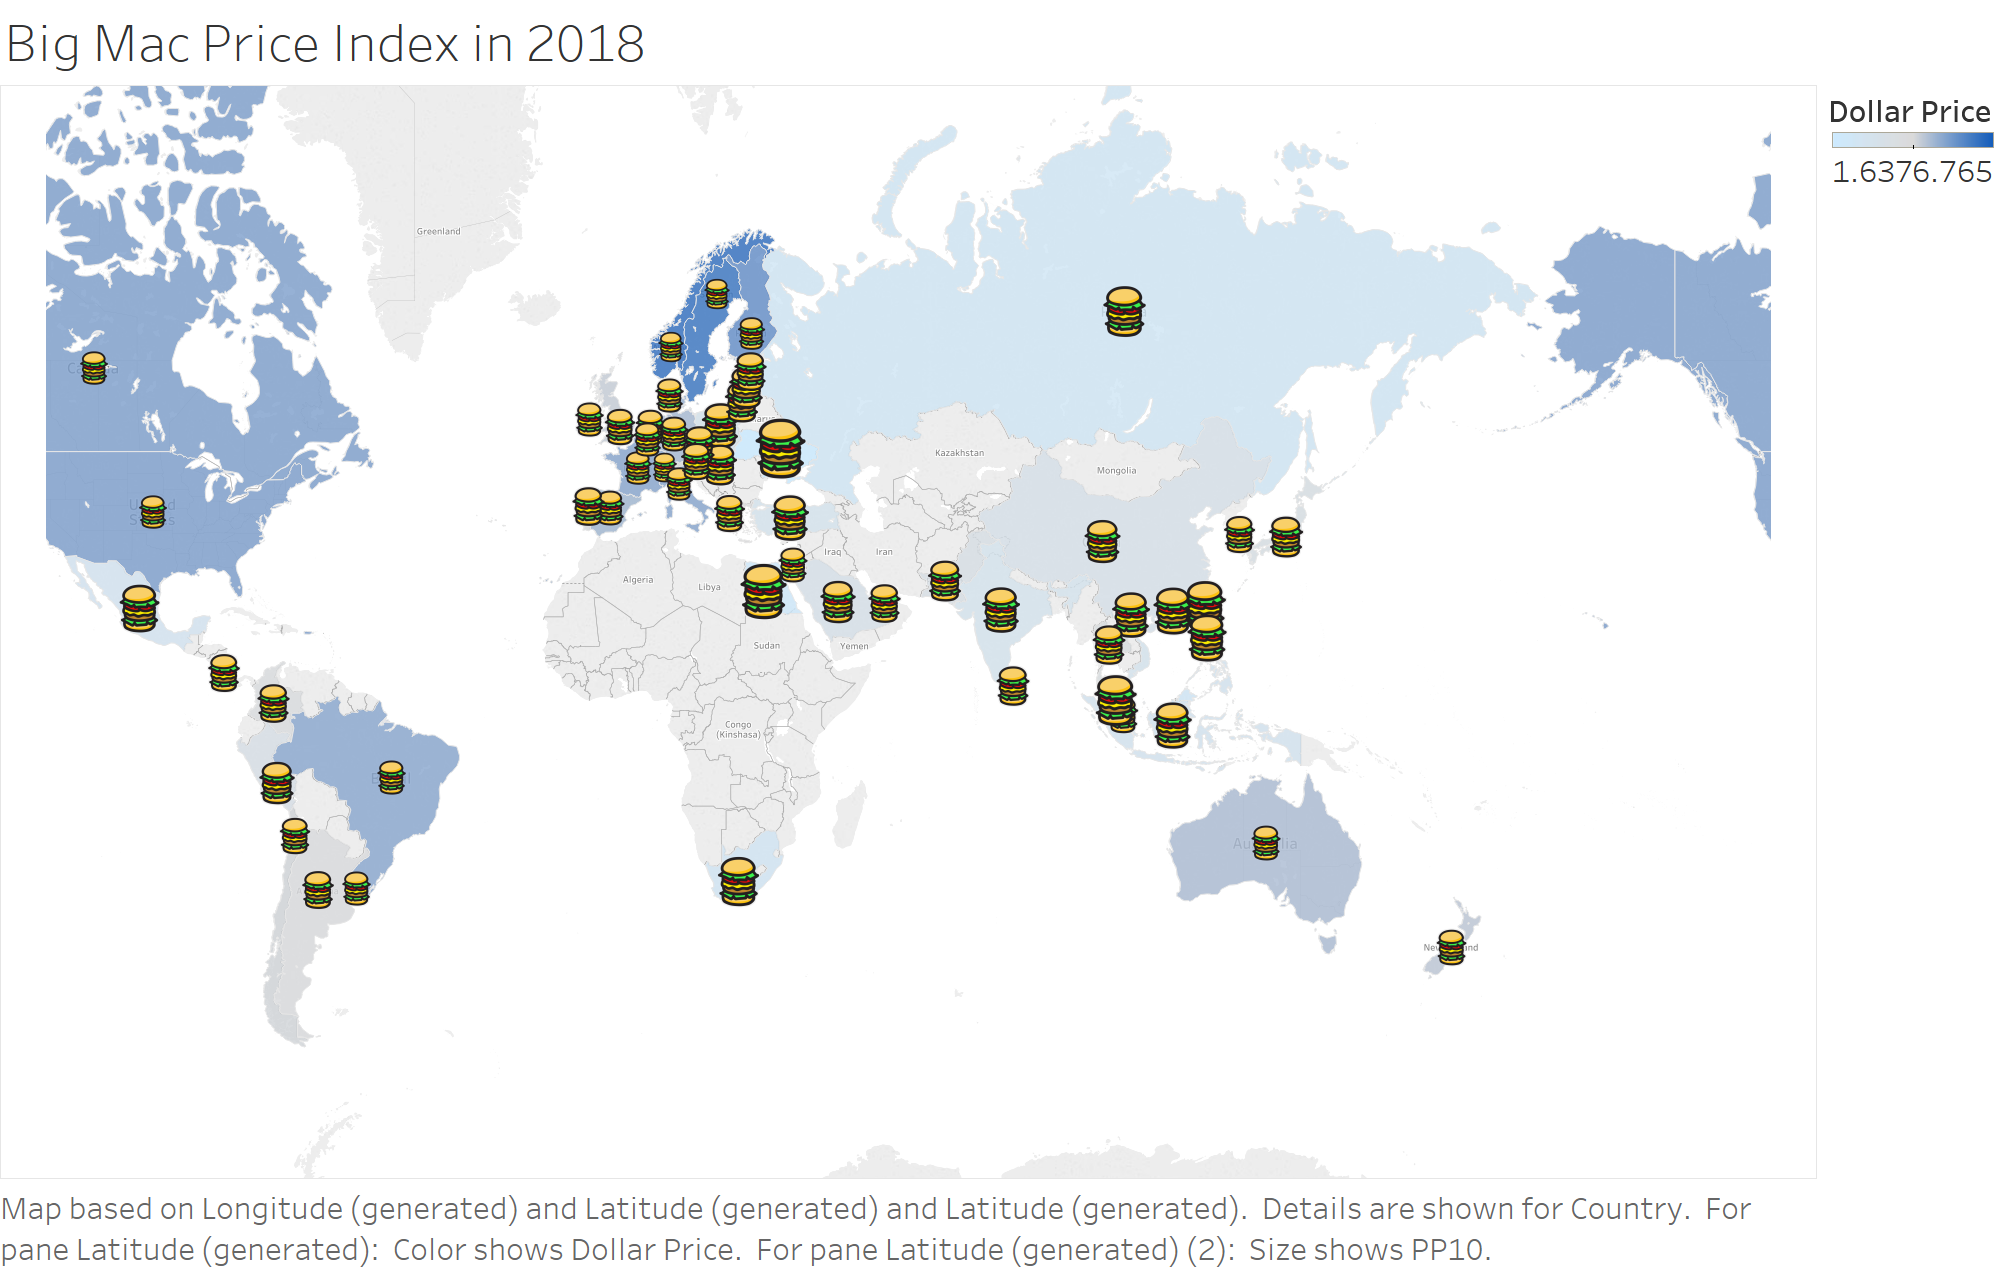 Big Mac Price Index in 2018
Dollar Price
1.6376.765
Greenland
Kazakhstan
Mongolia
Iraq
Iran
Algeria
Libya
Sudan
Yemen
Congo
(Kinshasa)
Map based on Longitude (generated) and Latitude (generated) and Latitude (generated).  Details are shown for Country.  For
pane Latitude (generated):  Color shows Dollar Price.  For pane Latitude (generated) (2):  Size shows PP10.